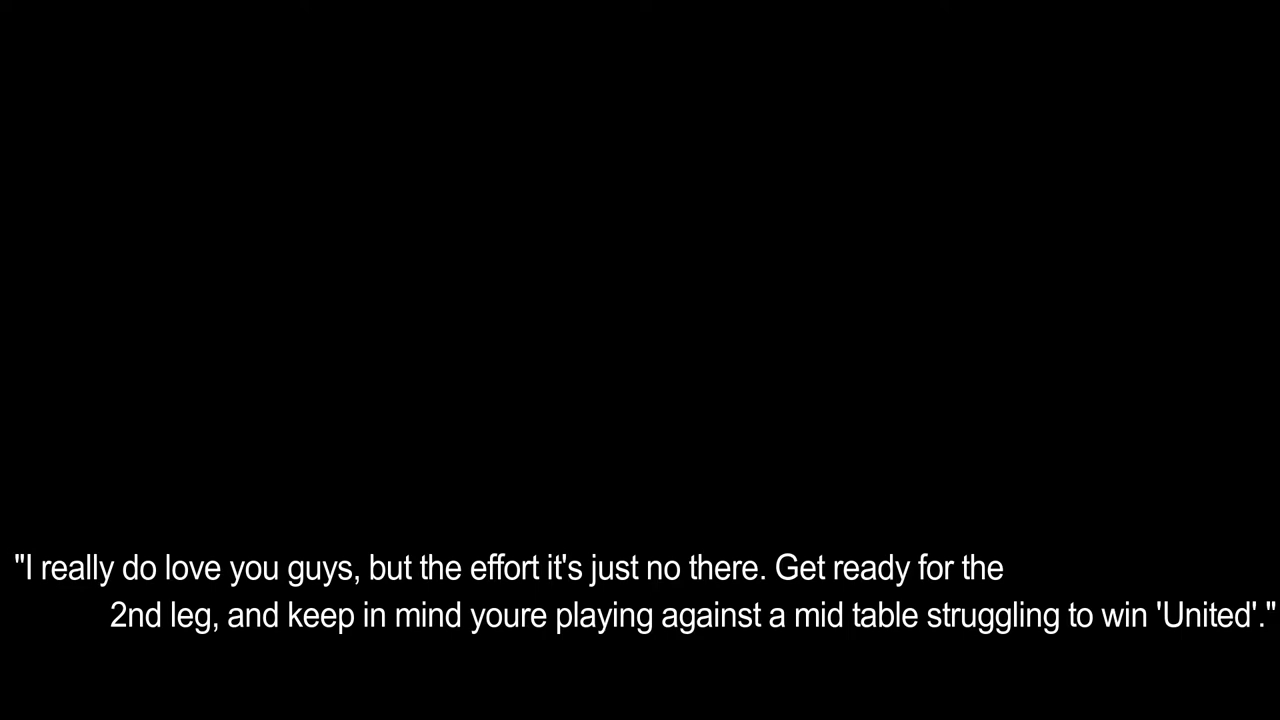 "I really do love you guys, but the effort it's just no there. Get ready for the
2nd leg, and keep in mind youre playing against a mid table struggling to win 'United'."